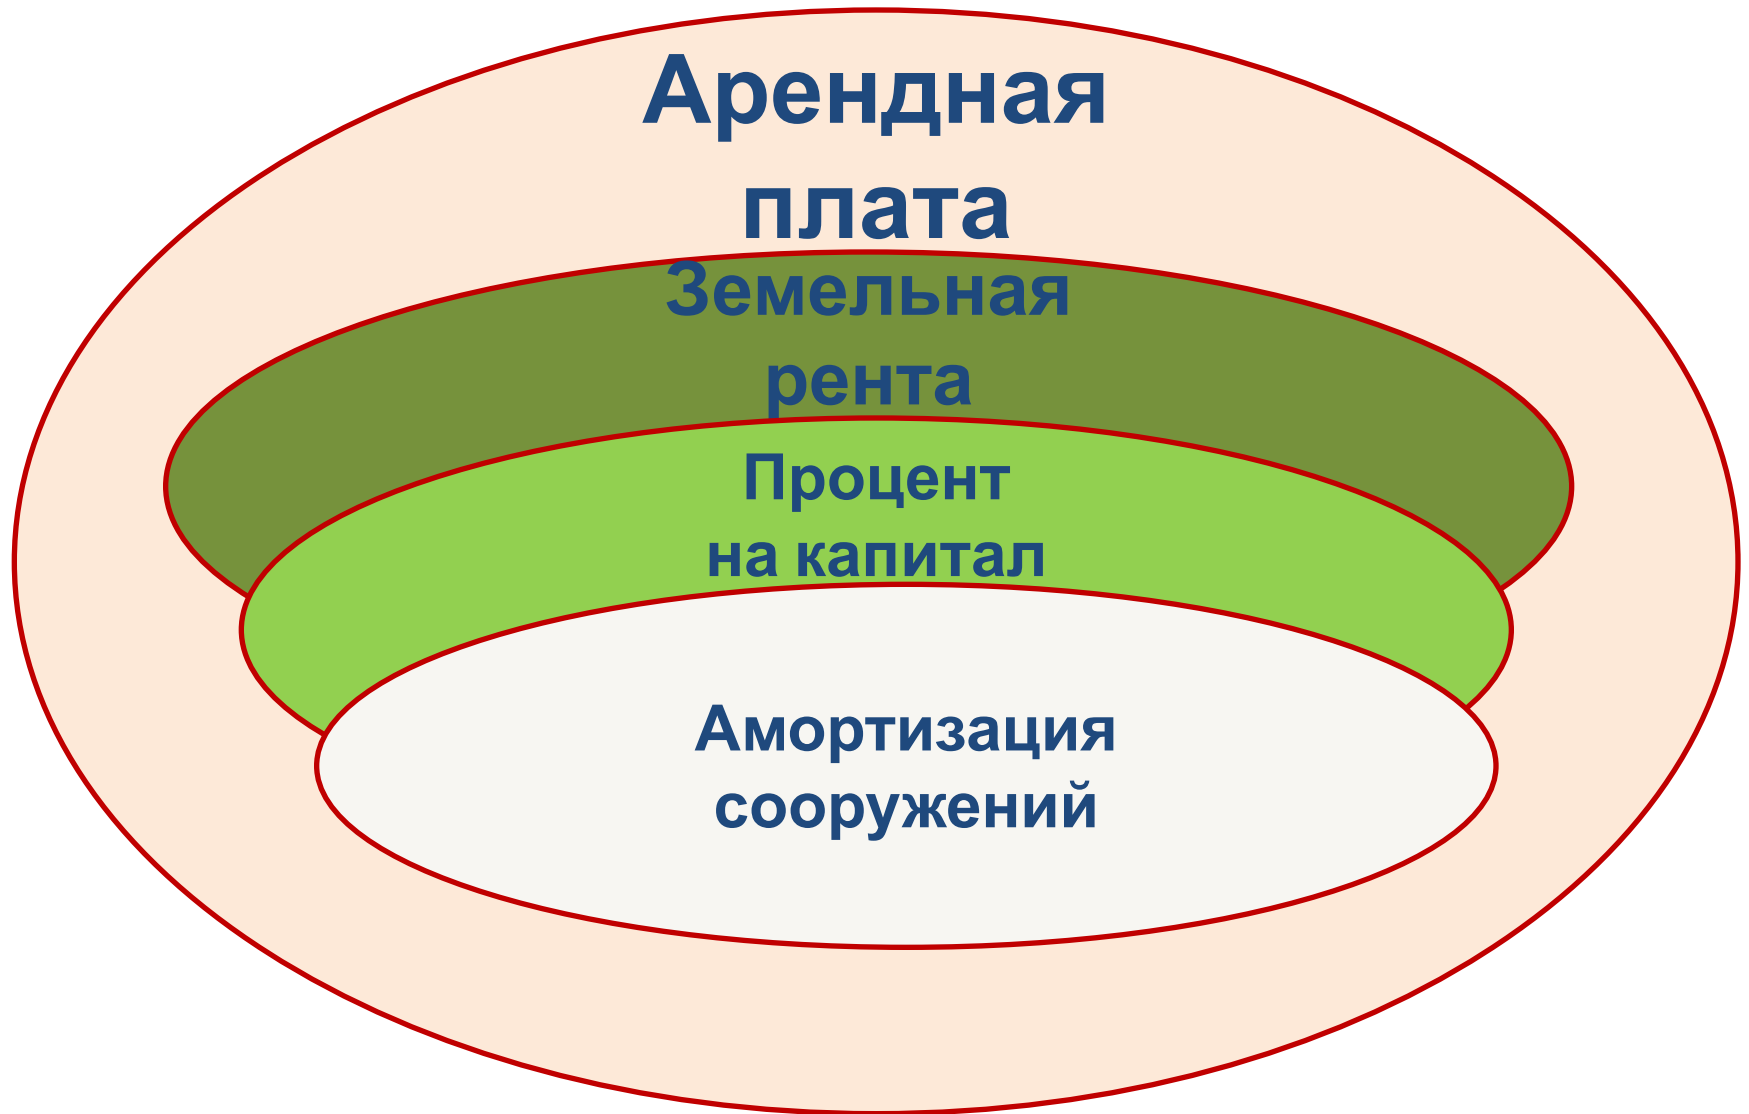 Арендная
плата
Земельная
рента
Процент
на капитал
Амортизация
сооружений